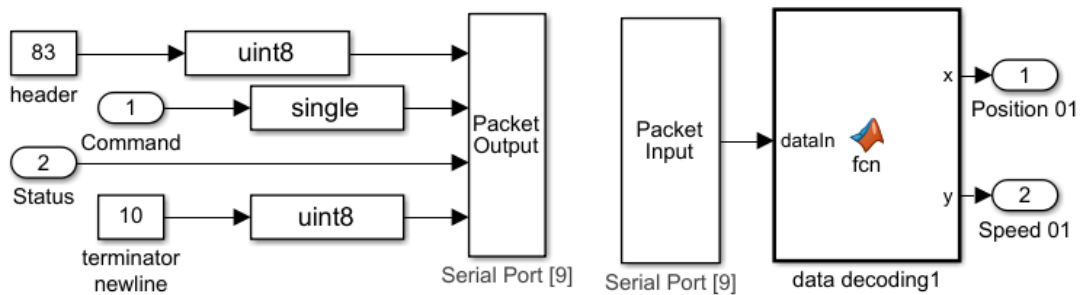 83
header
uint8
1
Command
single
2
Status
10
terminator
newline
uint8
Packet
Output
Serial Port [9]
Packet
Input
Serial Port [9]
dataIn
fcn
x
y
data decoding1
1
Position 01
2
Speed 01